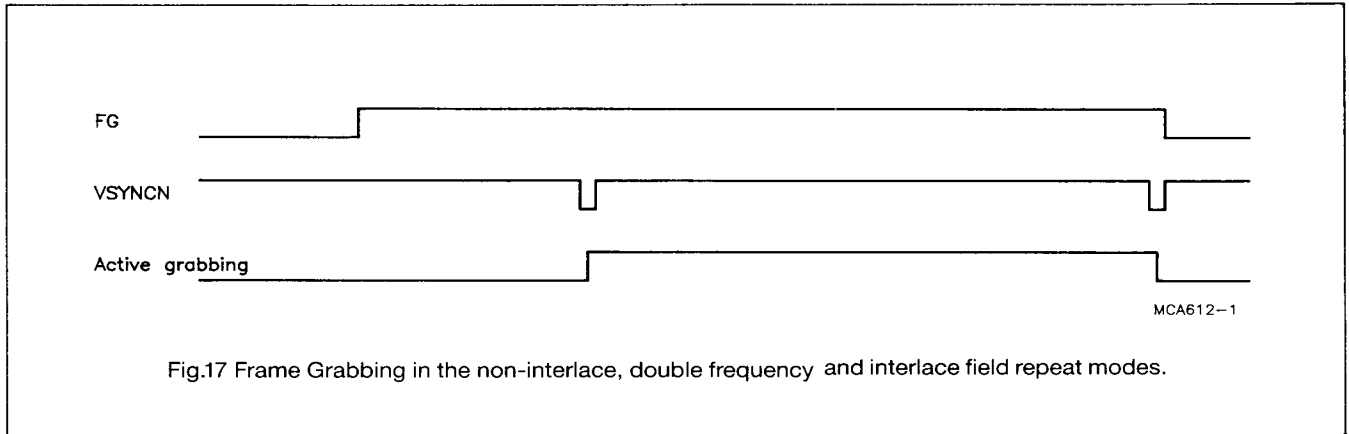 FG
VSYNCN
Active grabbing
MCA612-1
Fig.17 Frame Grabbing in the non-interlace, double frequency and interlace field repeat modes.